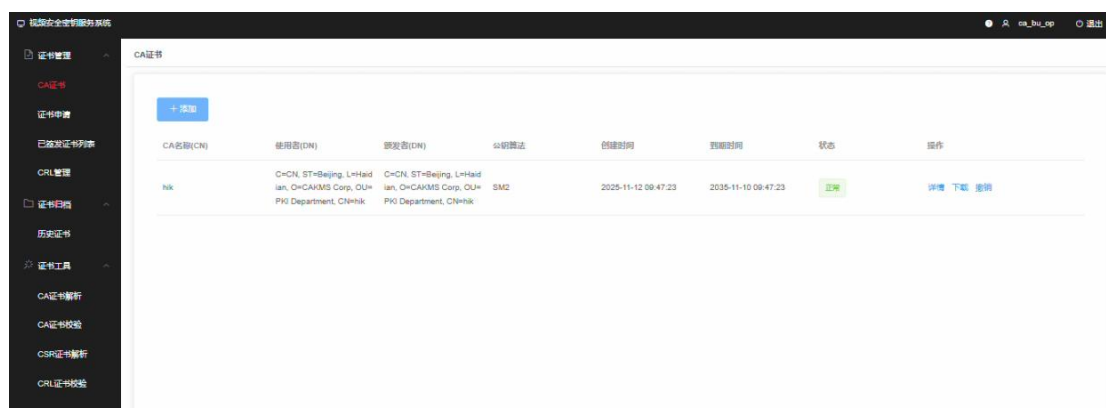 视频安全密钥服务系统
ca_bu_op
退出
证书管理
CA证书
证书申请
已签发证书列表
CRL管理
证书归档
历史证书
证书工具
CA证书解析
CA证书校验
CSR证书解析
CRL证书校验
CA证书
+ 添加
CA名称(CN) 使用者(DN) 颁发者(DN) 公钥算法 创建时间 到期时间 状态 操作
hik C=CN, ST=Beijing, L=Haid C=CN, ST=Beijing, L=Haid SM2 2025-11-12 09:47:23 2035-11-10 09:47:23 正常 详情 下载 撤销
ian, O=CAKMS Corp, OU= ian, O=CAKMS Corp, OU=
PKI Department, CN=hik PKI Department, CN=hik